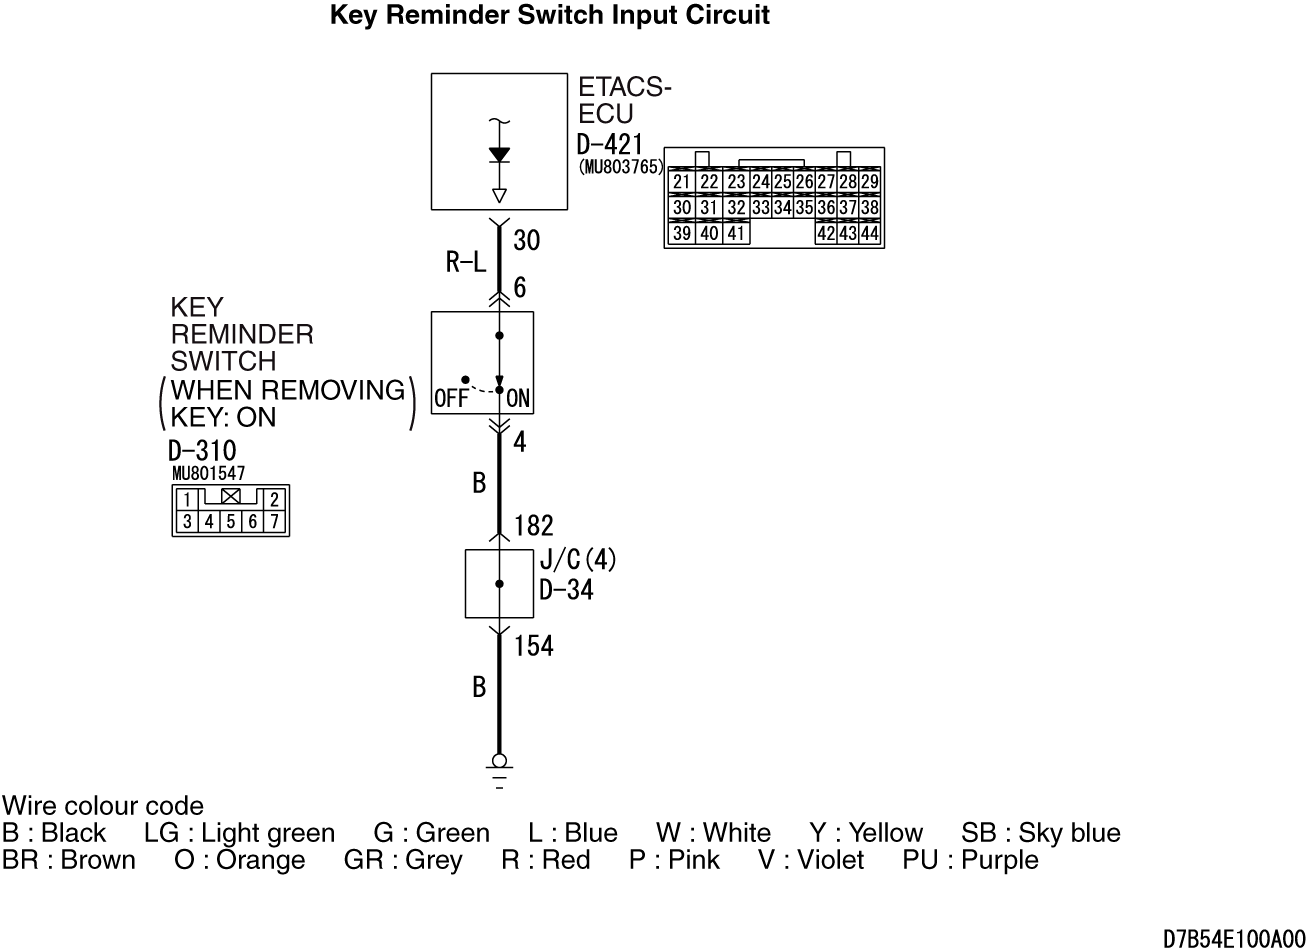 Key Reminder Switch Input Circuit
ETACS-
ECU
D-421
(MU803765)
21 22 23 24 25 26 27 28 29
30 31 32 33 34 35 36 37 38
39 40 41 42 43 44
30
R-L
6
KEY
REMINDER
SWITCH
(WHEN REMOVING
KEY: ON)
D-310
MU801547
1 2
3 4 5 6 7
OFF ON
4
B
182
J/C(4)
D-34
154
B
Wire colour code
B : Black LG : Light green G : Green L : Blue W : White Y : Yellow SB : Sky blue
BR : Brown O : Orange GR : Grey R : Red P : Pink V : Violet PU : Purple
D7B54E100A00